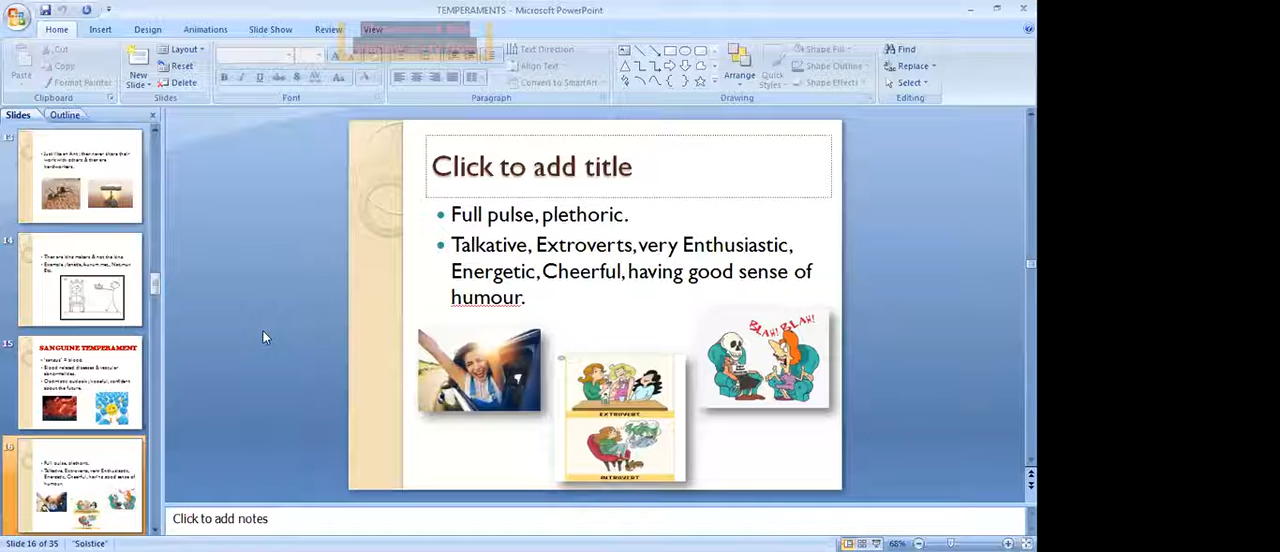 TEMPERAMENTS - Microsoft PowerPoint
Home Insert Design Animations Slide Show Review View
Cut
Copy
Format Painter
Paste
Clipboard
New
Slide
Layout
Reset
Delete
Slides
Font
Paragraph
Text Direction
Align Text
Convert to SmartArt
Arrange
Quick
Styles
Shape Fill
Shape Outline
Shape Effects
Drawing
Find
Replace
Select
Editing
Slides Outline
14
15
SANGUINE TEMPERAMENT
16
Click to add title
• Full pulse, plethoric.
• Talkative, Extroverts, very Enthusiastic,
Energetic, Cheerful, having good sense of
humour.
BLAH! BLAH!
EXTROVERT
INTROVERT
Click to add notes
Slide 16 of 35 "Solstice" 68%